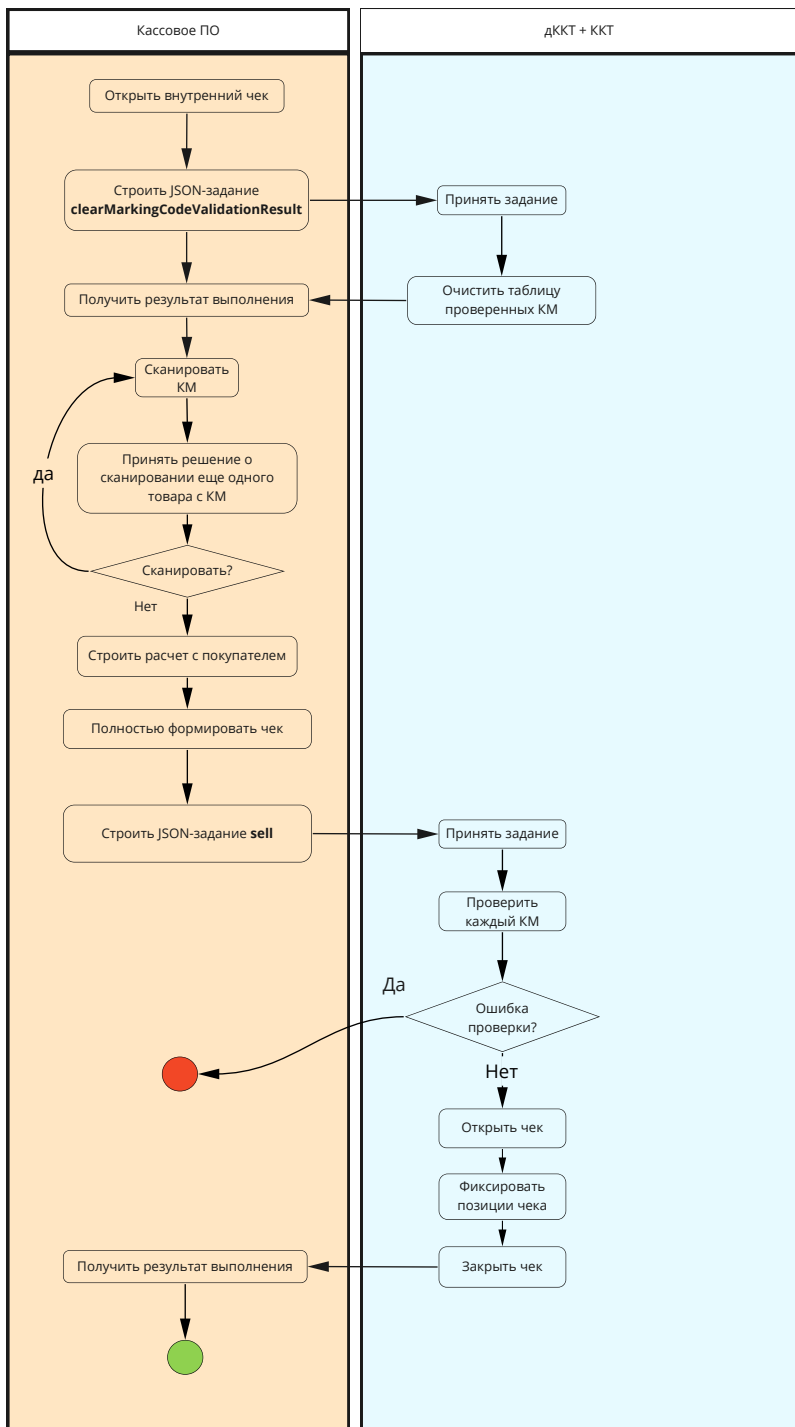 Кассовое ПО
дККТ + ККТ
Открыть внутренний чек
Строить JSON-задание
clearMarkingCodeValidationResult
Принять задание
Получить результат выполнения
Очистить таблицу
проверенных КМ
Сканировать
КМ
да
Принять решение о
сканировании еще одного
товара с КМ
Сканировать?
Нет
Строить расчет с покупателем
Полностью формировать чек
Строить JSON-задание sell
Принять задание
Проверить
каждый КМ
Да
Ошибка
проверки?
Нет
Открыть чек
Фиксировать
позиции чека
Получить результат выполнения
Закрыть чек